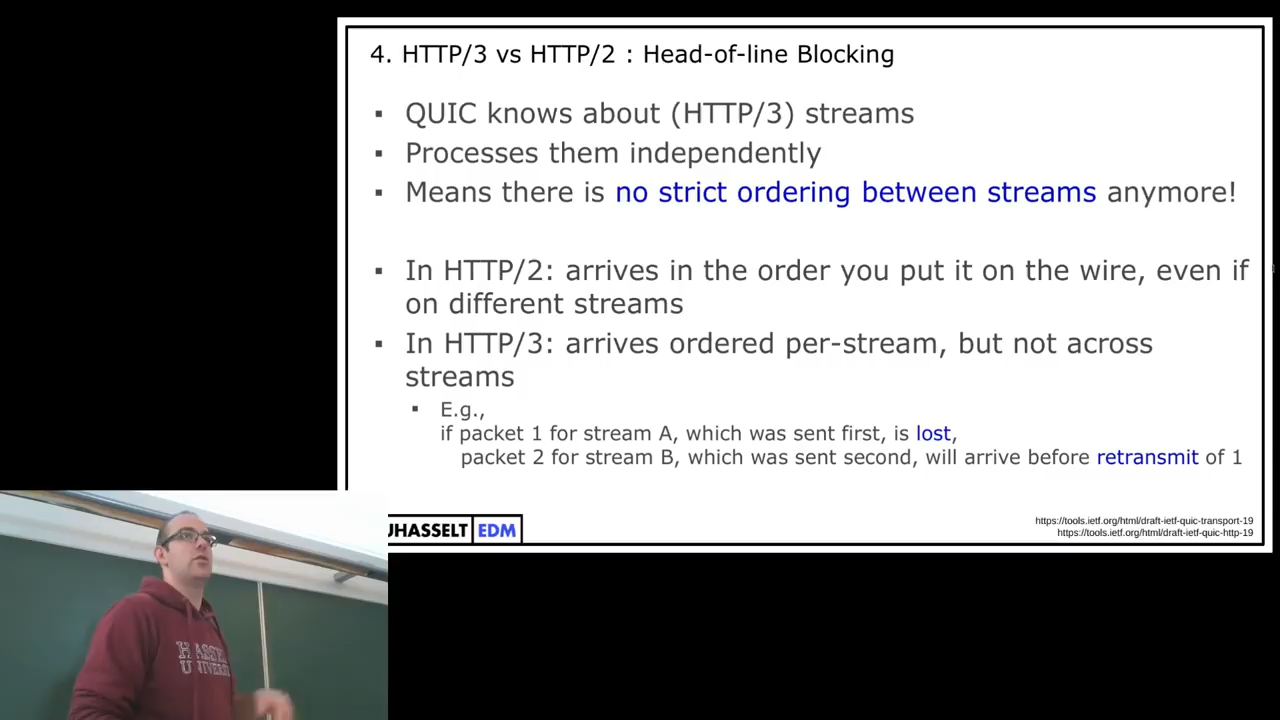 4. HTTP/3 vs HTTP/2 : Head-of-line Blocking
▪ QUIC knows about (HTTP/3) streams
▪ Processes them independently
▪ Means there is no strict ordering between streams anymore!
▪ In HTTP/2: arrives in the order you put it on the wire, even if
on different streams
▪ In HTTP/3: arrives ordered per-stream, but not across
streams
▪ E.g.,
if packet 1 for stream A, which was sent first, is lost,
packet 2 for stream B, which was sent second, will arrive before retransmit of 1
UHASSELT EDM
https://tools.ietf.org/html/draft-ietf-quic-transport-19
https://tools.ietf.org/html/draft-ietf-quic-http-19